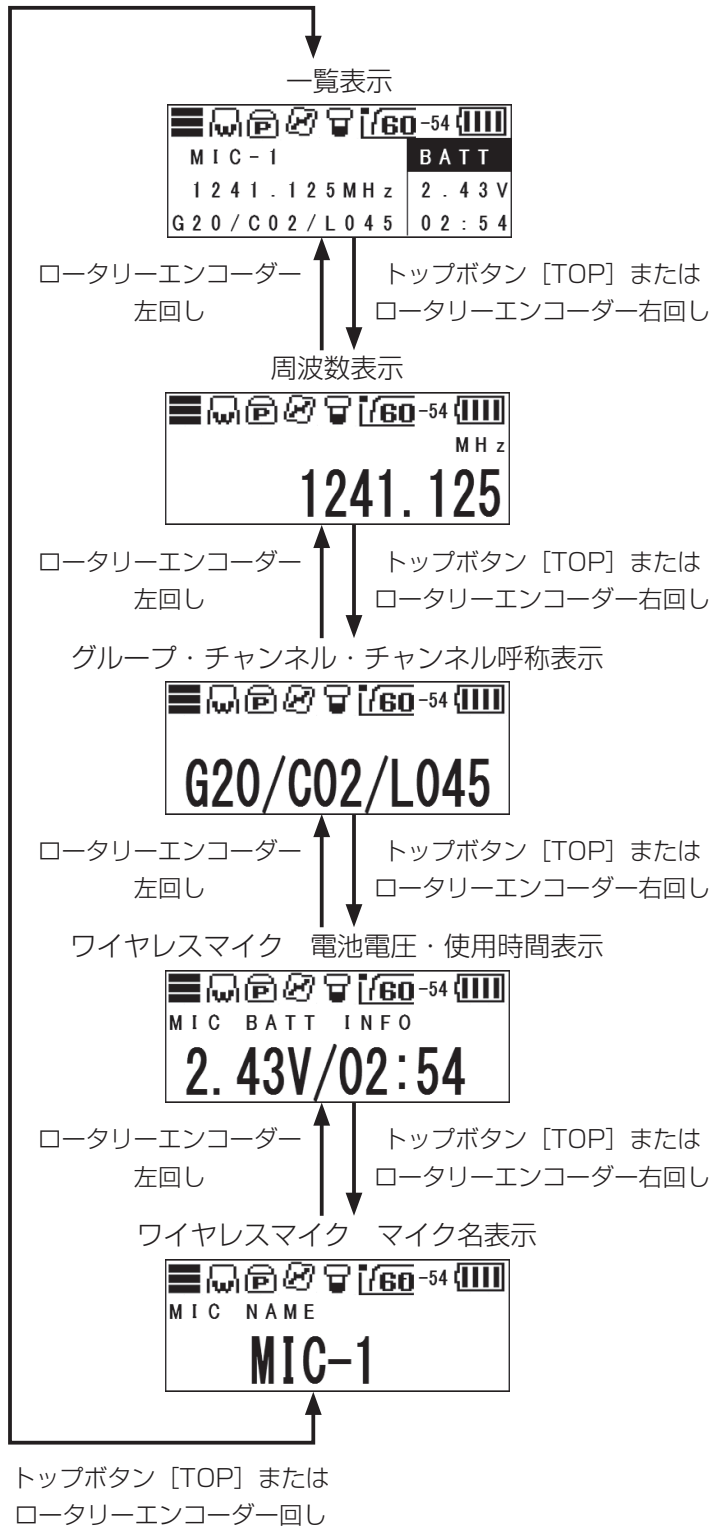 一覧表示
P i/60 -54
MIC-1 BATT
1241.125MHz 2.43V
G20/C02/L045 02:54
ロータリーエンコーダー トップボタン［TOP］または
左回し ロータリーエンコーダー右回し
周波数表示
P i/60 -54
MHz
1241.125
ロータリーエンコーダー トップボタン［TOP］または
左回し ロータリーエンコーダー右回し
グループ・チャンネル・チャンネル呼称表示
P i/60 -54
G20/C02/L045
ロータリーエンコーダー トップボタン［TOP］または
左回し ロータリーエンコーダー右回し
ワイヤレスマイク　電池電圧・使用時間表示
P i/60 -54
MIC BATT INFO
2.43V/02:54
ロータリーエンコーダー トップボタン［TOP］または
左回し ロータリーエンコーダー右回し
ワイヤレスマイク　マイク名表示
P i/60 -54
MIC NAME
MIC-1
トップボタン［TOP］または
ロータリーエンコーダー回し